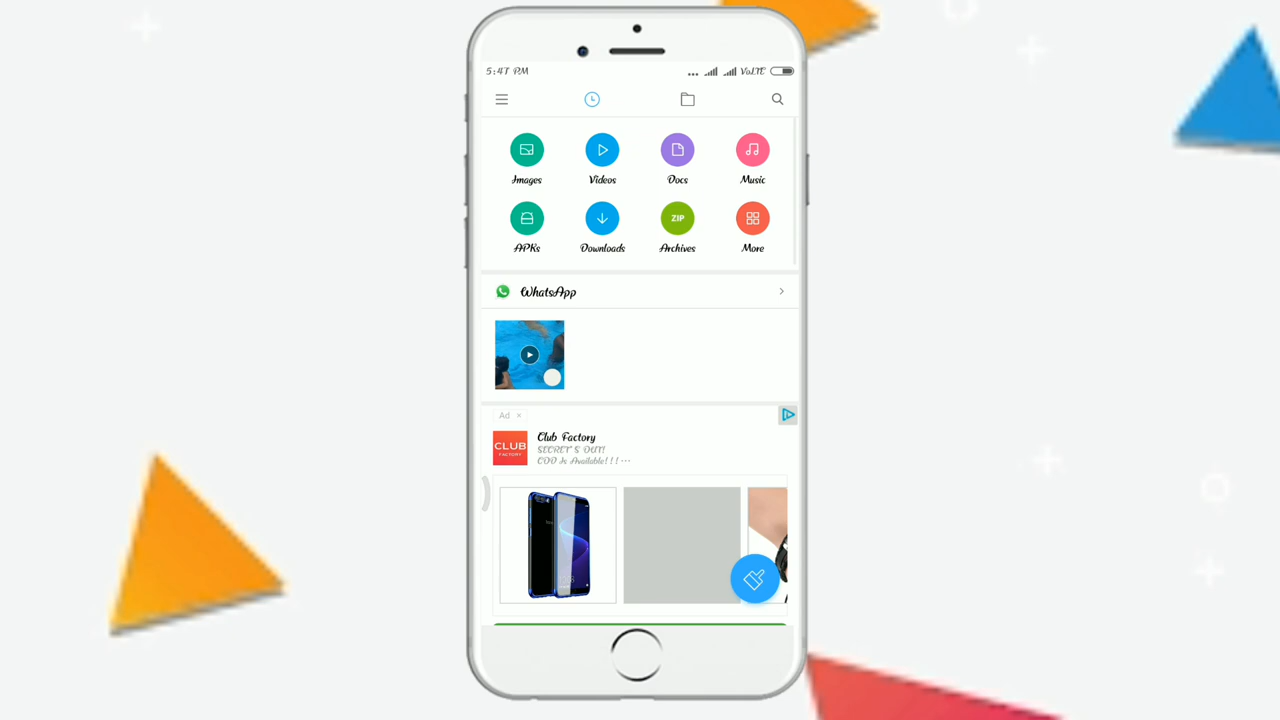 5:47 PM
... VoLTE
Images Videos Docs Music
ZIP
APKs Downloads Archives More
WhatsApp
Ad ×
Club Factory
CLUB
FACTORY
SECRET'S OUT!
COD Is Available!!!...